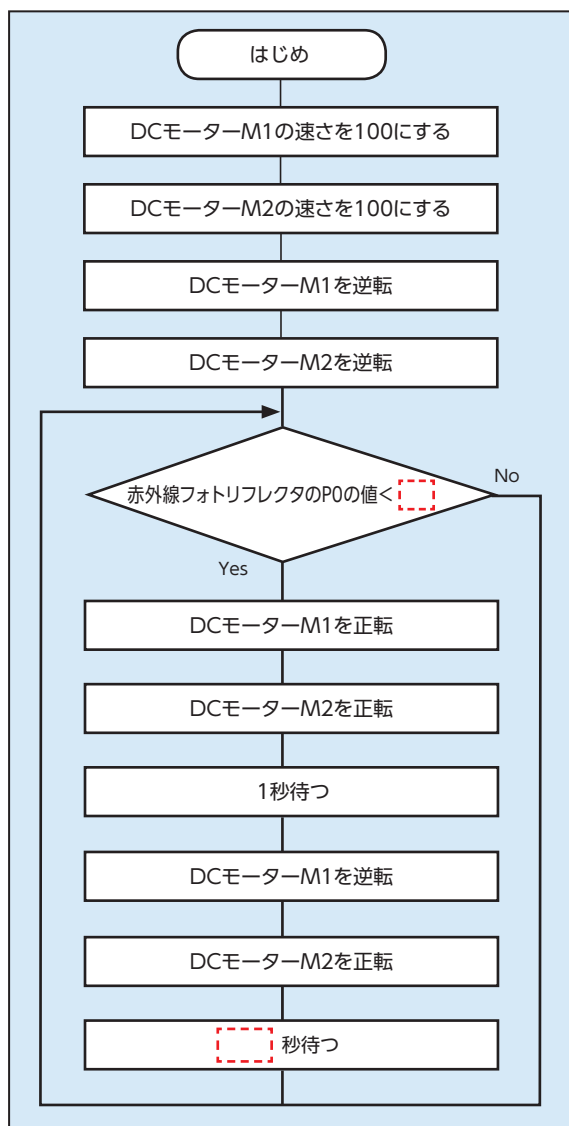 はじめ
DCモーターM1の速さを100にする
DCモーターM2の速さを100にする
DCモーターM1を逆転
DCモーターM2を逆転
赤外線フォトリフレクタのP0の値<
No
Yes
DCモーターM1を正転
DCモーターM2を正転
1秒待つ
DCモーターM1を逆転
DCモーターM2を正転
秒待つ